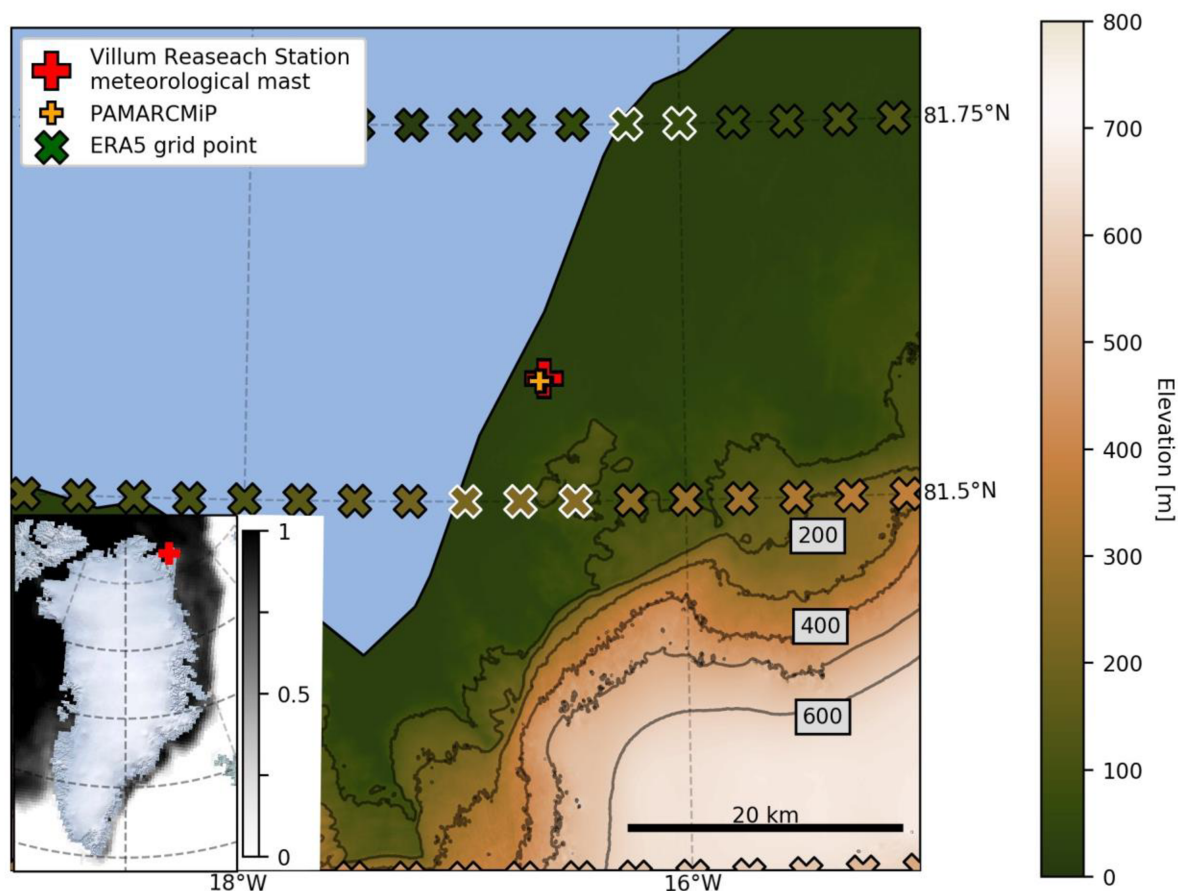 Villum Reaseach Station
meteorological mast
PAMARCMiP
ERA5 grid point
81.75°N
81.5°N
200
400
600
20 km
18°W
16°W
1
0.5
0
800
700
600
500
400
300
200
100
0
Elevation [m]